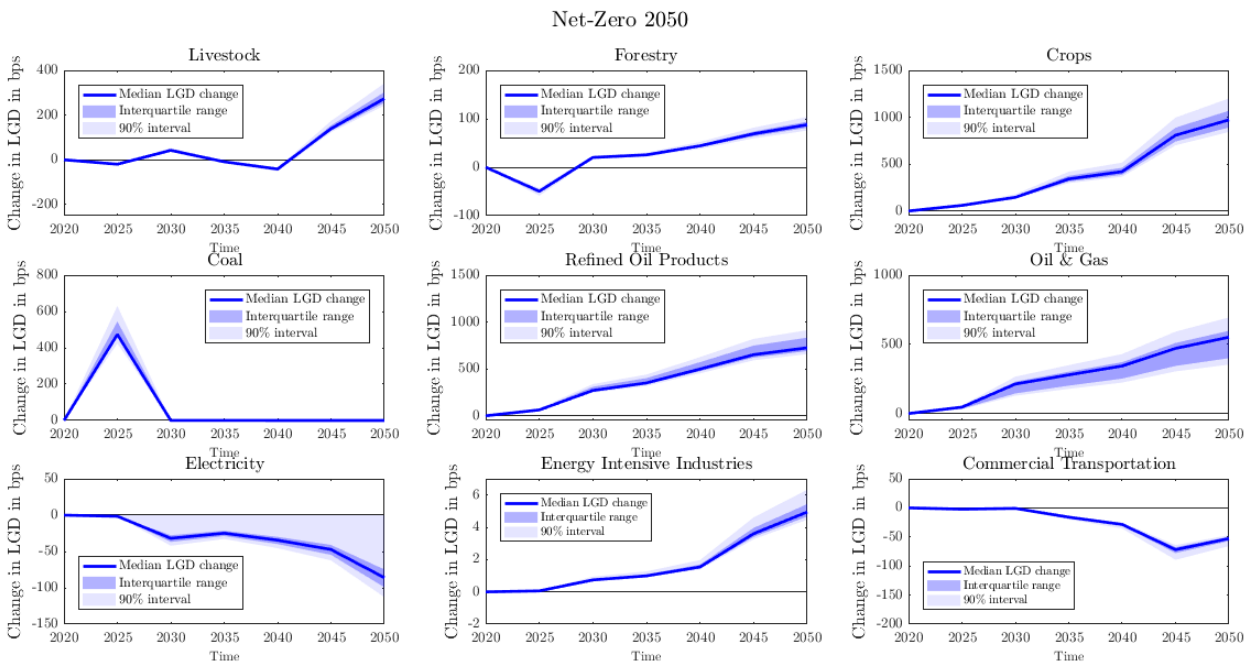 Net-Zero 2050
Livestock
Change in LGD in bps
400
200
0
-200
Median LGD change
Interquartile range
90% interval
2020 2025 2030 2035 2040 2045 2050
Time
Forestry
Change in LGD in bps
200
100
0
-100
Median LGD change
Interquartile range
90% interval
2020 2025 2030 2035 2040 2045 2050
Time
Crops
Change in LGD in bps
1500
1000
500
0
Median LGD change
Interquartile range
90% interval
2020 2025 2030 2035 2040 2045 2050
Time
Coal
Change in LGD in bps
800
600
400
200
0
Median LGD change
Interquartile range
90% interval
2020 2025 2030 2035 2040 2045 2050
Time
Refined Oil Products
Change in LGD in bps
1500
1000
500
0
Median LGD change
Interquartile range
90% interval
2020 2025 2030 2035 2040 2045 2050
Time
Oil & Gas
Change in LGD in bps
1000
500
0
Median LGD change
Interquartile range
90% interval
2020 2025 2030 2035 2040 2045 2050
Time
Electricity
Change in LGD in bps
50
0
-50
-100
-150
Median LGD change
Interquartile range
90% interval
2020 2025 2030 2035 2040 2045 2050
Time
Energy Intensive Industries
Change in LGD in bps
6
4
2
0
-2
Median LGD change
Interquartile range
90% interval
2020 2025 2030 2035 2040 2045 2050
Time
Commercial Transportation
Change in LGD in bps
50
0
-50
-100
-150
-200
Median LGD change
Interquartile range
90% interval
2020 2025 2030 2035 2040 2045 2050
Time